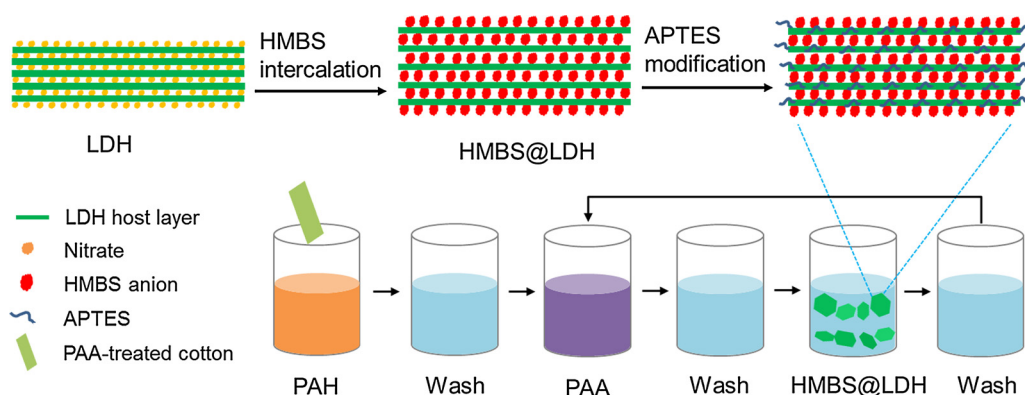 HMBS
intercalation
APTES
modification
LDH
HMBS@LDH
LDH host layer
Nitrate
HMBS anion
APTES
PAA-treated cotton
PAH
Wash
PAA
Wash
HMBS@LDH
Wash